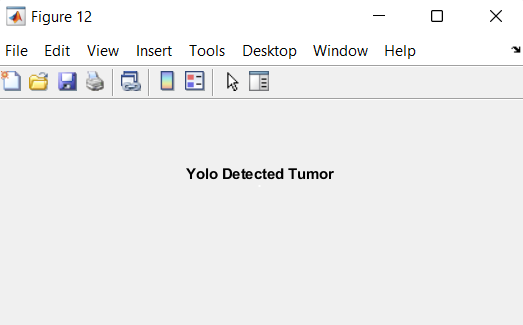 Figure 12
File Edit View Insert Tools Desktop Window Help
Yolo Detected Tumor